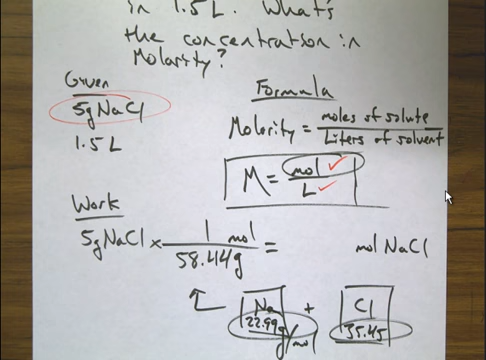 in 1.5 L. What's
the concentration in
Molarity?
Given
5g NaCl
1.5 L
Formula
Molarity = moles of solute / Liters of solvent
M = mol / L
Work
5g NaCl × 1 mol / 58.44g = mol NaCl
Na + Cl
22.99g/mol 35.45